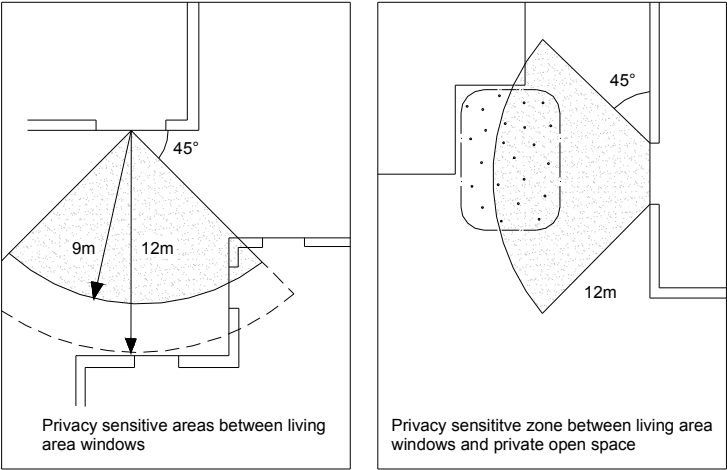 45°
9m
12m
Privacy sensitive areas between living
area windows
45°
12m
Privacy sensititve zone between living area
windows and private open space